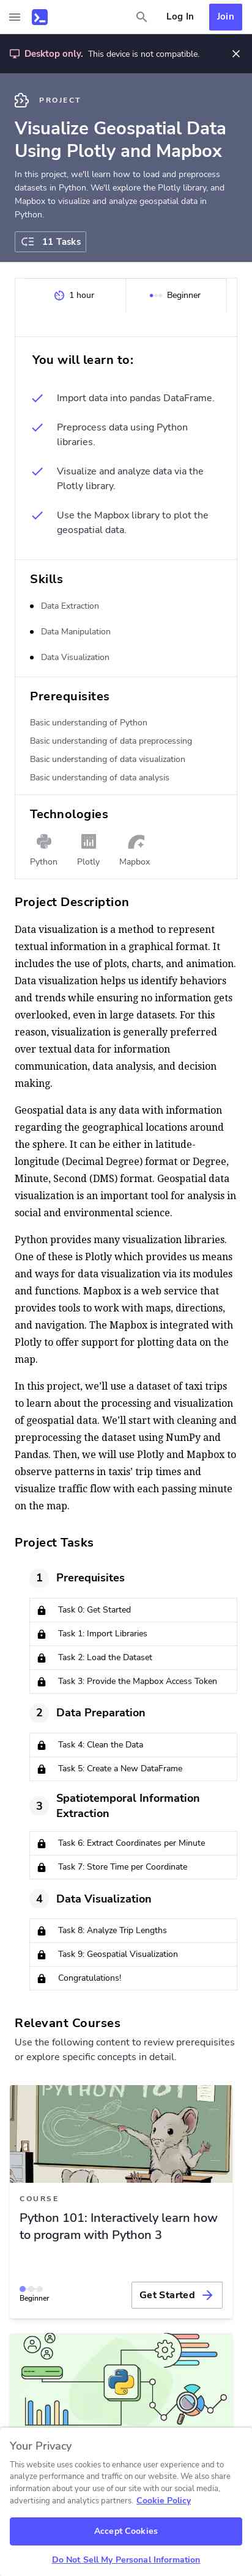 Log In
Join
Desktop only. This device is not compatible.
PROJECT
Visualize Geospatial Data
Using Plotly and Mapbox
In this project, we'll learn how to load and preprocess
datasets in Python. We'll explore the Plotly library, and
Mapbox to visualize and analyze geospatial data in
Python.
11 Tasks
1 hour
Beginner
You will learn to:
Import data into pandas DataFrame.
Preprocess data using Python
libraries.
Visualize and analyze data via the
Plotly library.
Use the Mapbox library to plot the
geospatial data.
Skills
Data Extraction
Data Manipulation
Data Visualization
Prerequisites
Basic understanding of Python
Basic understanding of data preprocessing
Basic understanding of data visualization
Basic understanding of data analysis
Technologies
Python
Plotly
Mapbox
Project Description
Data visualization is a method to represent
textual information in a graphical format. It
includes the use of plots, charts, and animation.
Data visualization helps us identify behaviors
and trends while ensuring no information gets
overlooked, even in large datasets. For this
reason, visualization is generally preferred
over textual data for information
communication, data analysis, and decision
making.
Geospatial data is any data with information
regarding the geographical locations around
the sphere. It can be either in latitude-
longitude (Decimal Degree) format or Degree,
Minute, Second (DMS) format. Geospatial data
visualization is an important tool for analysis in
social and environmental science.
Python provides many visualization libraries.
One of these is Plotly which provides us means
and ways for data visualization via its modules
and functions. Mapbox is a web service that
provides tools to work with maps, directions,
and navigation. The Mapbox is integrated with
Plotly to offer support for plotting data on the
map.
In this project, we'll use a dataset of taxi trips
to learn about the processing and visualization
of geospatial data. We'll start with cleaning and
preprocessing the dataset using NumPy and
Pandas. Then, we will use Plotly and Mapbox to
observe patterns in taxis' trip times and
visualize traffic flow with each passing minute
on the map.
Project Tasks
1 Prerequisites
Task 0: Get Started
Task 1: Import Libraries
Task 2: Load the Dataset
Task 3: Provide the Mapbox Access Token
2 Data Preparation
Task 4: Clean the Data
Task 5: Create a New DataFrame
3 Spatiotemporal Information
Extraction
Task 6: Extract Coordinates per Minute
Task 7: Store Time per Coordinate
4 Data Visualization
Task 8: Analyze Trip Lengths
Task 9: Geospatial Visualization
Congratulations!
Relevant Courses
Use the following content to review prerequisites
or explore specific concepts in detail.
PYTHON 101
COURSE
Python 101: Interactively learn how
to program with Python 3
Beginner
Get Started
Your Privacy
This website uses cookies to enhance user experience and to
analyze performance and traffic on our website. We also share
information about your use of our site with our social media,
advertising and analytics partners. Cookie Policy
Accept Cookies
Do Not Sell My Personal Information